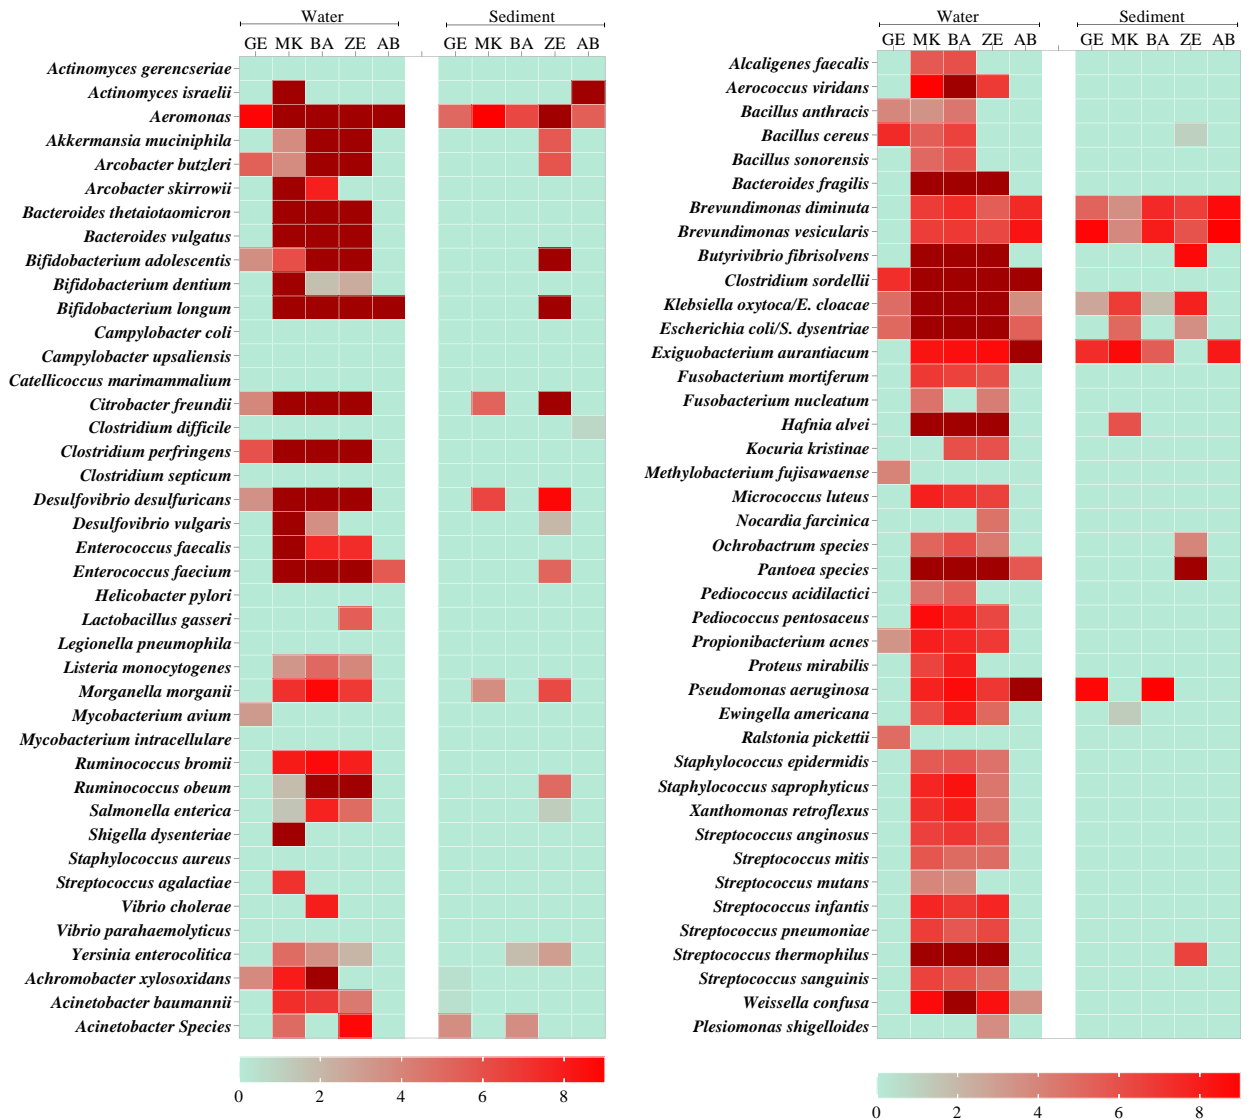 Water Sediment
GE MK BA ZE AB GE MK BA ZE AB
Actinomyces gerencseriae
Actinomyces israelii
Aeromonas
Akkermansia muciniphila
Arcobacter butzleri
Arcobacter skirrowii
Bacteroides thetaiotaomicron
Bacteroides vulgatus
Bifidobacterium adolescentis
Bifidobacterium dentium
Bifidobacterium longum
Campylobacter coli
Campylobacter upsaliensis
Catellicoccus marimammalium
Citrobacter freundii
Clostridium difficile
Clostridium perfringens
Clostridium septicum
Desulfovibrio desulfuricans
Desulfovibrio vulgaris
Enterococcus faecalis
Enterococcus faecium
Helicobacter pylori
Lactobacillus gasseri
Legionella pneumophila
Listeria monocytogenes
Morganella morganii
Mycobacterium avium
Mycobacterium intracellulare
Ruminococcus bromii
Ruminococcus obeum
Salmonella enterica
Shigella dysenteriae
Staphylococcus aureus
Streptococcus agalactiae
Vibrio cholerae
Vibrio parahaemolyticus
Yersinia enterocolitica
Achromobacter xylosoxidans
Acinetobacter baumannii
Acinetobacter Species
0 2 4 6 8
Water Sediment
GE MK BA ZE AB GE MK BA ZE AB
Alcaligenes faecalis
Aerococcus viridans
Bacillus anthracis
Bacillus cereus
Bacillus sonorensis
Bacteroides fragilis
Brevundimonas diminuta
Brevundimonas vesicularis
Butyrivibrio fibrisolvens
Clostridium sordellii
Klebsiella oxytoca/E. cloacae
Escherichia coli/S. dysentriae
Exiguobacterium aurantiacum
Fusobacterium mortiferum
Fusobacterium nucleatum
Hafnia alvei
Kocuria kristinae
Methylobacterium fujisawaense
Micrococcus luteus
Nocardia farcinica
Ochrobactrum species
Pantoea species
Pediococcus acidilactici
Pediococcus pentosaceus
Propionibacterium acnes
Proteus mirabilis
Pseudomonas aeruginosa
Ewingella americana
Ralstonia pickettii
Staphylococcus epidermidis
Staphylococcus saprophyticus
Xanthomonas retroflexus
Streptococcus anginosus
Streptococcus mitis
Streptococcus mutans
Streptococcus infantis
Streptococcus pneumoniae
Streptococcus thermophilus
Streptococcus sanguinis
Weissella confusa
Plesiomonas shigelloides
0 2 4 6 8